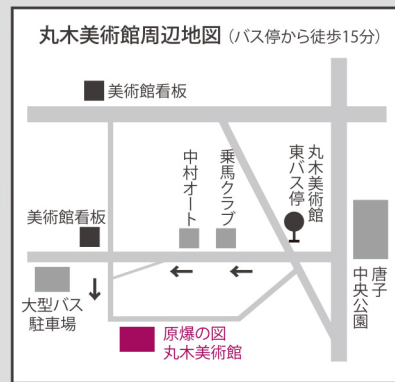 丸木美術館周辺地図（バス停から徒歩15分）
美術館看板
丸木美術館
東バス停
乗馬クラブ
中村オート
美術館看板
唐子
中央公園
大型バス
駐車場
原爆の図
丸木美術館